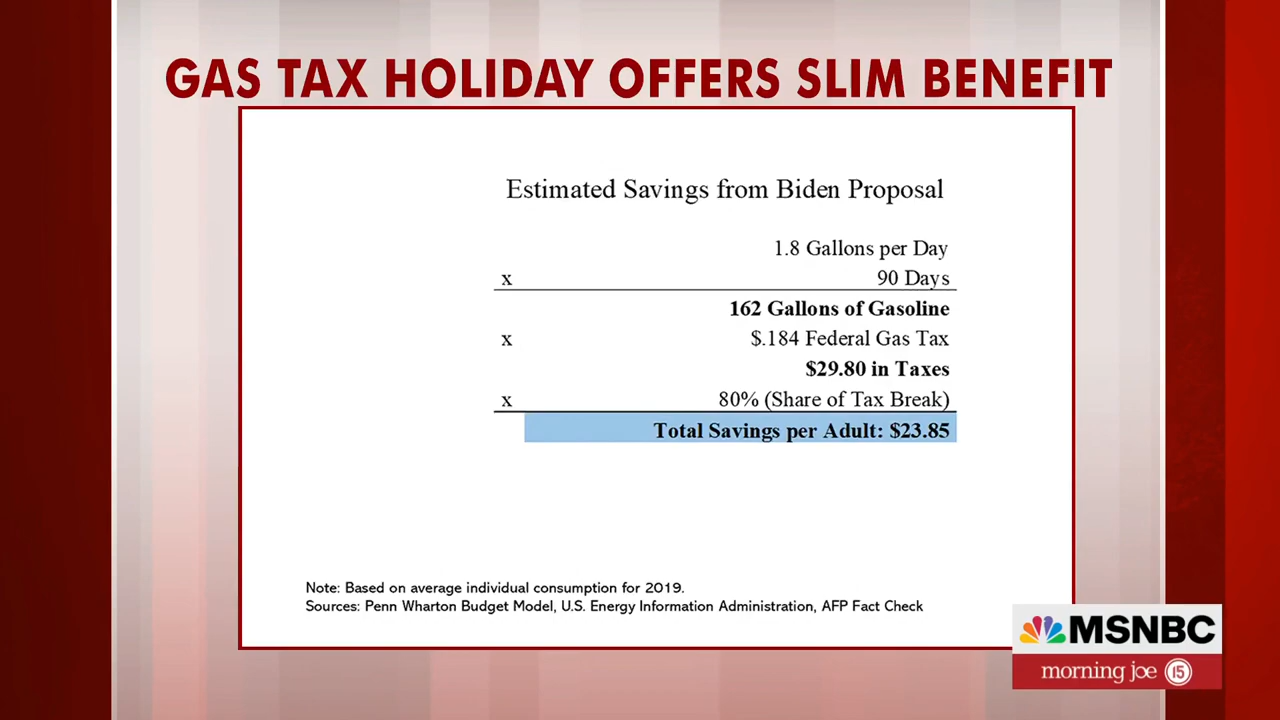 GAS TAX HOLIDAY OFFERS SLIM BENEFIT
Estimated Savings from Biden Proposal
1.8 Gallons per Day
x 90 Days
162 Gallons of Gasoline
x $.184 Federal Gas Tax
$29.80 in Taxes
x 80% (Share of Tax Break)
Total Savings per Adult: $23.85
Note: Based on average individual consumption for 2019.
Sources: Penn Wharton Budget Model, U.S. Energy Information Administration, AFP Fact Check
MSNBC
morning joe 15